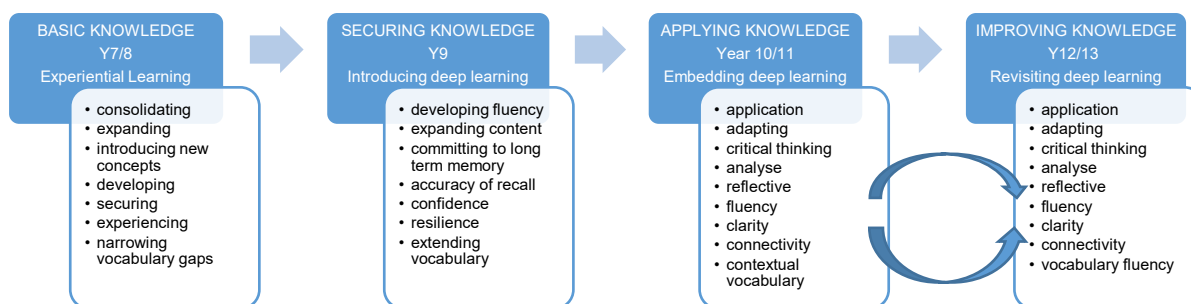 BASIC KNOWLEDGE
Y7/8
Experiential Learning
• consolidating
• expanding
• introducing new
concepts
• developing
• securing
• experiencing
• narrowing
vocabulary gaps
SECURING KNOWLEDGE
Y9
Introducing deep learning
• developing fluency
• expanding content
• committing to long
term memory
• accuracy of recall
• confidence
• resilience
• extending
vocabulary
APPLYING KNOWLEDGE
Year 10/11
Embedding deep learning
• application
• adapting
• critical thinking
• analyse
• reflective
• fluency
• clarity
• connectivity
• contextual
vocabulary
IMPROVING KNOWLEDGE
Y12/13
Revisiting deep learning
• application
• adapting
• critical thinking
• analyse
• reflective
• fluency
• clarity
• connectivity
• vocabulary fluency